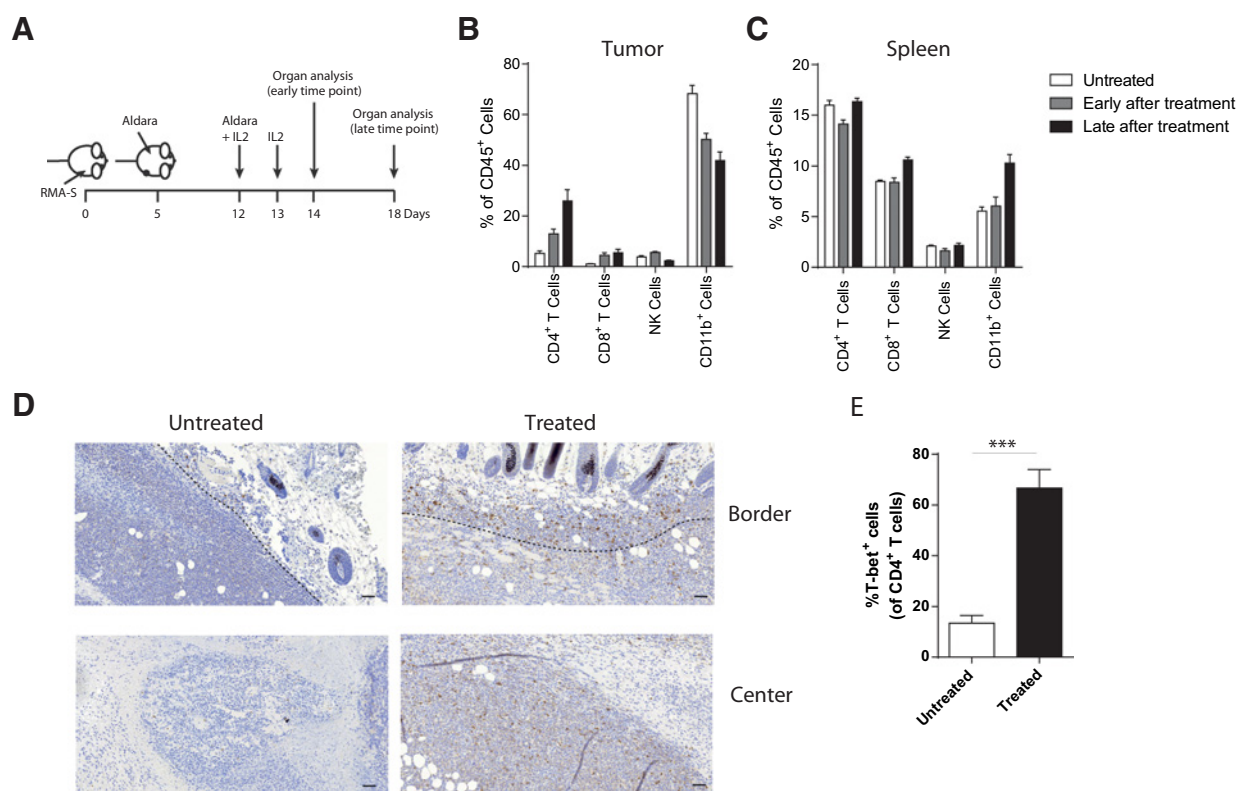 A
RMA-S
Aldara
Aldara
+ IL2
IL2
Organ analysis
(early time point)
Organ analysis
(late time point)
0
5
12
13
14
18 Days
B
Tumor
% of CD45⁺ Cells
80
60
40
20
0
CD4⁺ T Cells
CD8⁺ T Cells
NK Cells
CD11b⁺ Cells
C
Spleen
% of CD45⁺ Cells
20
15
10
5
0
CD4⁺ T Cells
CD8⁺ T Cells
NK Cells
CD11b⁺ Cells
Untreated
Early after treatment
Late after treatment
D
Untreated
Treated
Border
Center
E
***
%T-bet⁺ cells
(of CD4⁺ T cells)
80
60
40
20
0
Untreated
Treated